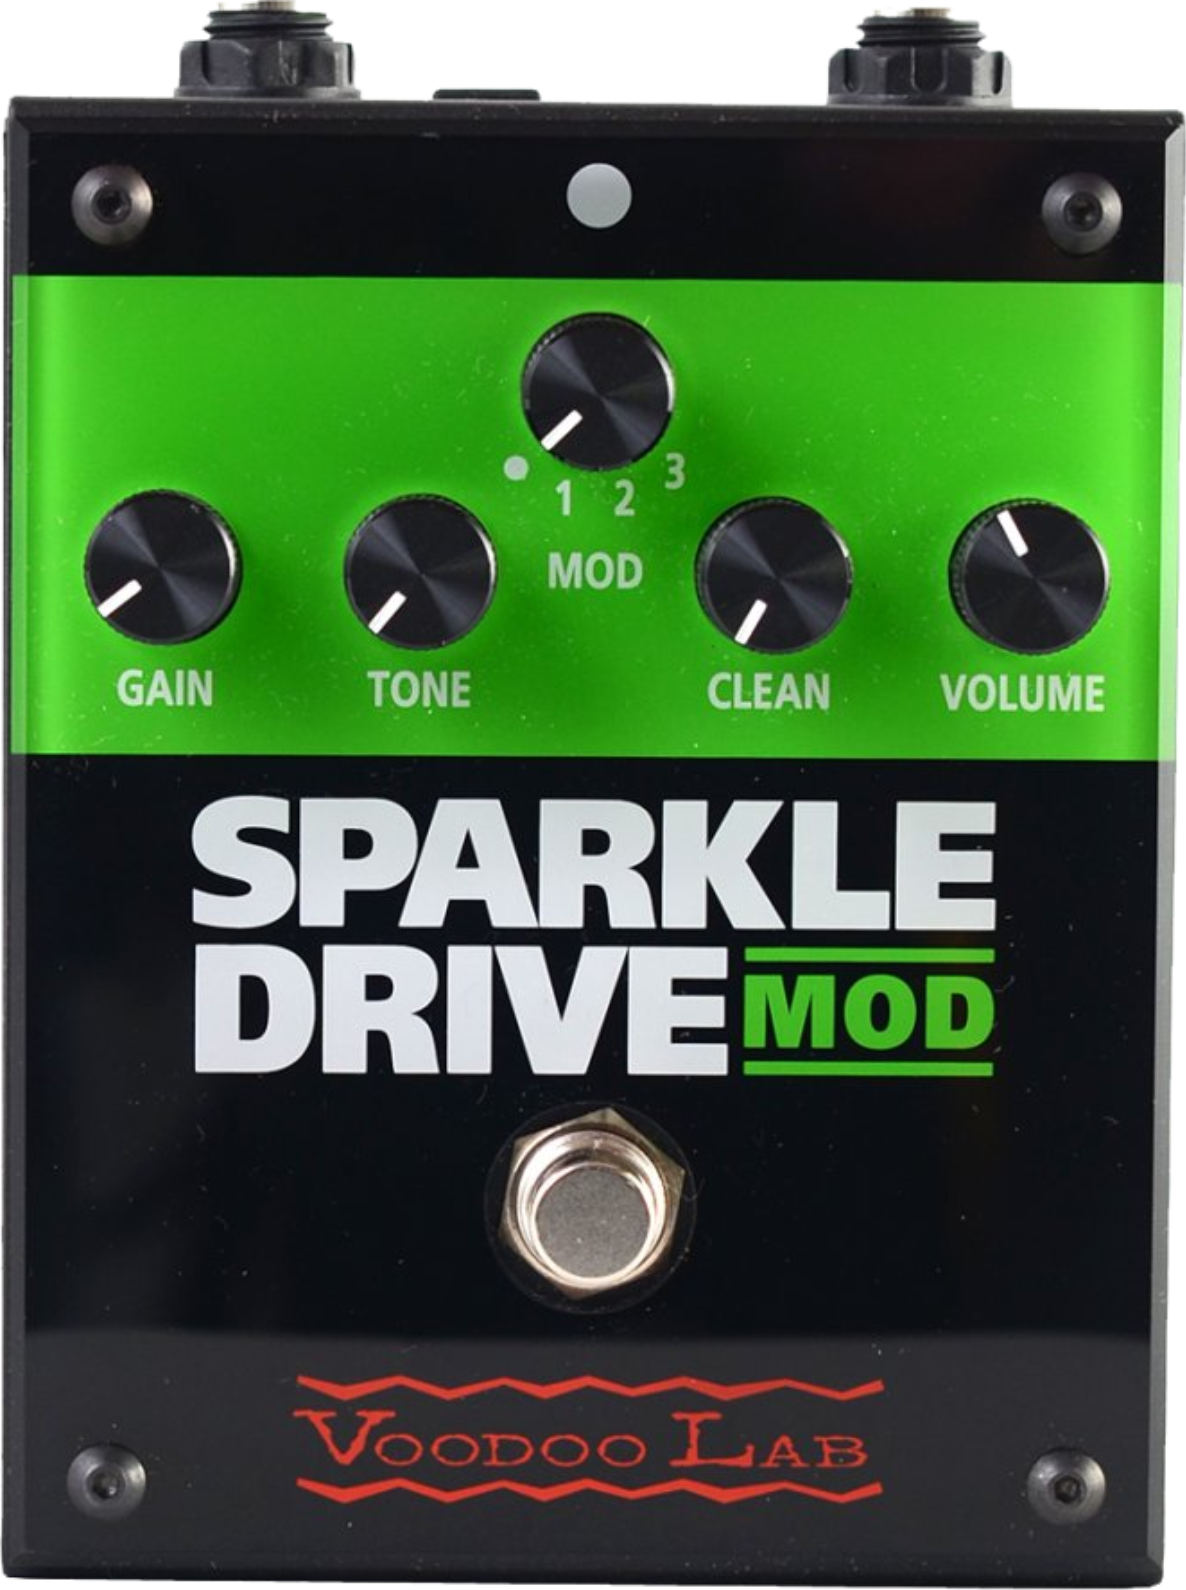 1 2 3
MOD
GAIN TONE CLEAN VOLUME
SPARKLE
DRIVE MOD
VOODOO LAB